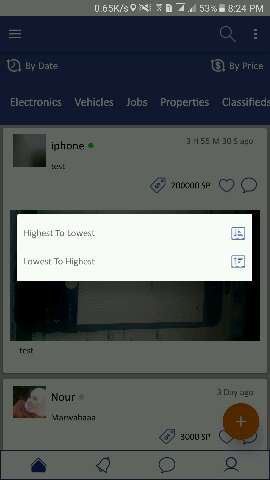 0.65K/s 53% 8:24 PM
By Date By Price
Electronics Vehicles Jobs Properties Classifieds
iphone 3 H 55 M 30 S ago
test
200000 SP
Highest To Lowest
Lowest To Highest
test
Nour 3 Day ago
Marwabaaa
3000 SP